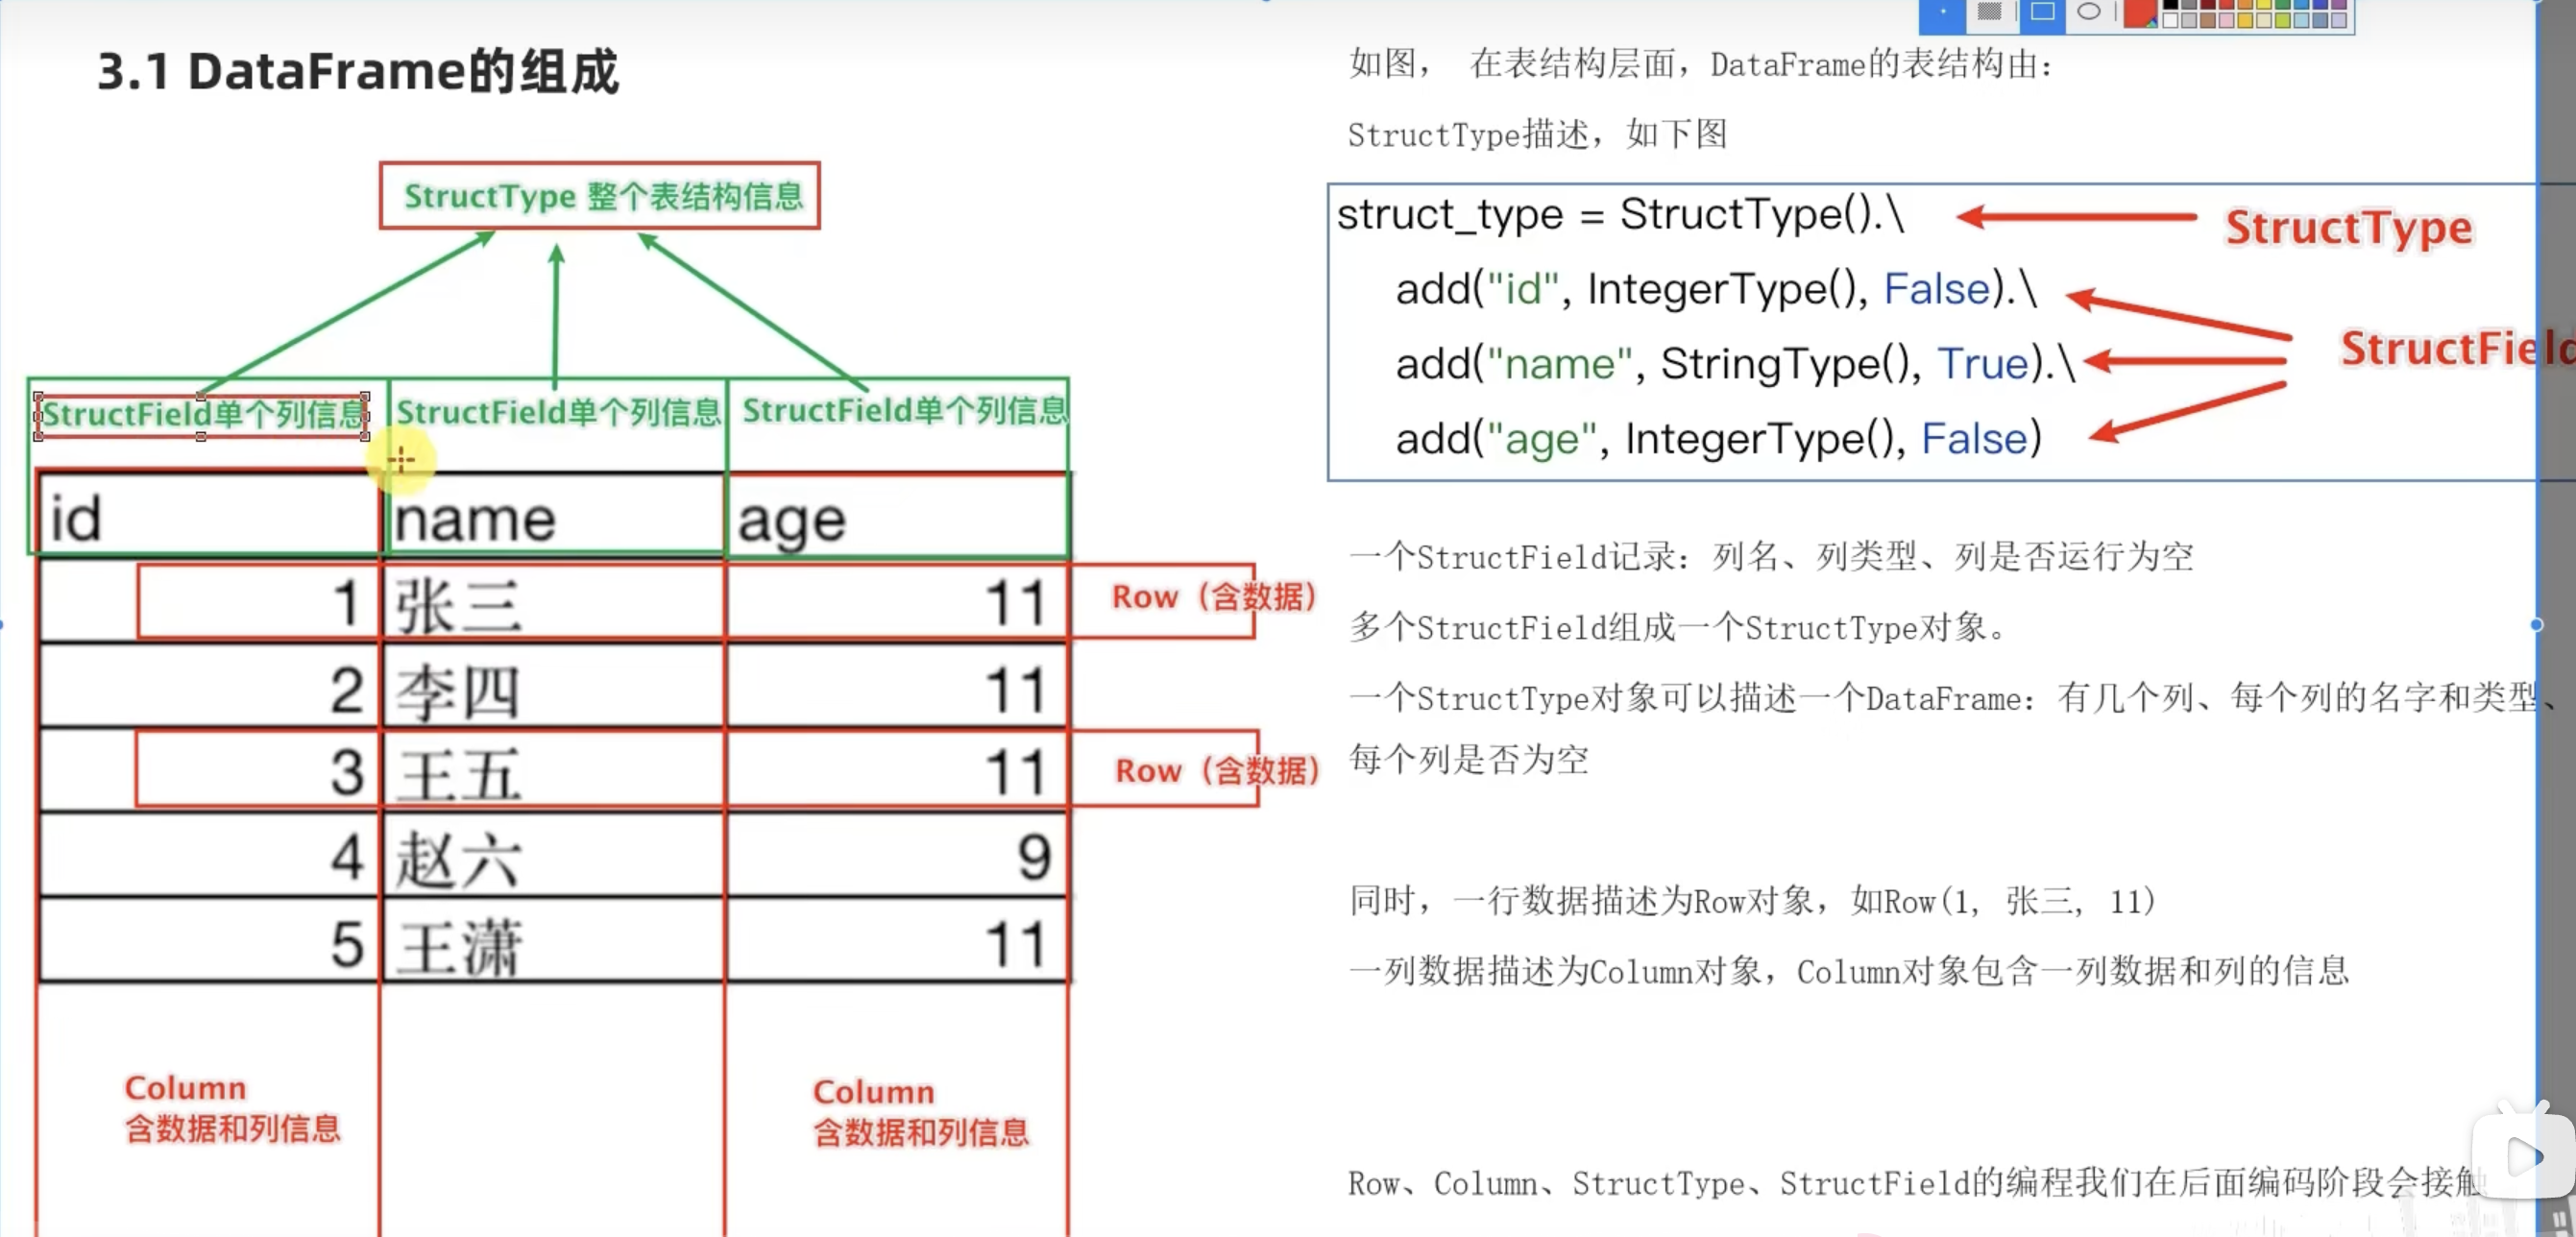 3.1 DataFrame的组成
StructType 整个表结构信息
StructField单个列信息
StructField单个列信息
StructField单个列信息
id name age
1 张三 11
Row（含数据）
2 李四 11
3 王五 11
Row（含数据）
4 赵六 9
5 王潇 11
Column
含数据和列信息
Column
含数据和列信息
如图， 在表结构层面，DataFrame的表结构由：
StructType描述，如下图
struct_type = StructType().\
StructType
add("id", IntegerType(), False).\
add("name", StringType(), True).\
StructField
add("age", IntegerType(), False)
一个StructField记录：列名、列类型、列是否运行为空
多个StructField组成一个StructType对象。
一个StructType对象可以描述一个DataFrame：有几个列、每个列的名字和类型、
每个列是否为空
同时，一行数据描述为Row对象，如Row(1, 张三, 11)
一列数据描述为Column对象，Column对象包含一列数据和列的信息
Row、Column、StructType、StructField的编程我们在后面编码阶段会接触